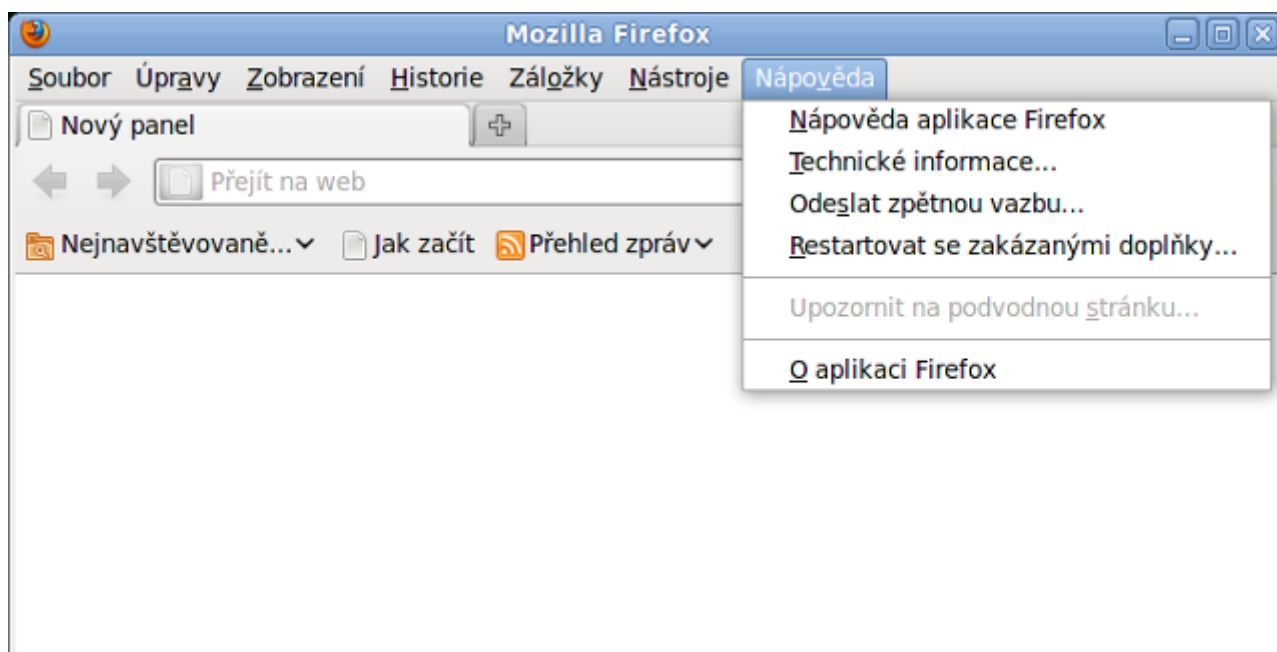 Mozilla Firefox
Soubor Úpravy Zobrazení Historie Záložky Nástroje Nápověda
Nový panel
Přejít na web
Nejnavštěvovaně... Jak začít Přehled zpráv
Nápověda aplikace Firefox
Technické informace...
Odeslat zpětnou vazbu...
Restartovat se zakázanými doplňky...
Upozornit na podvodnou stránku...
O aplikaci Firefox